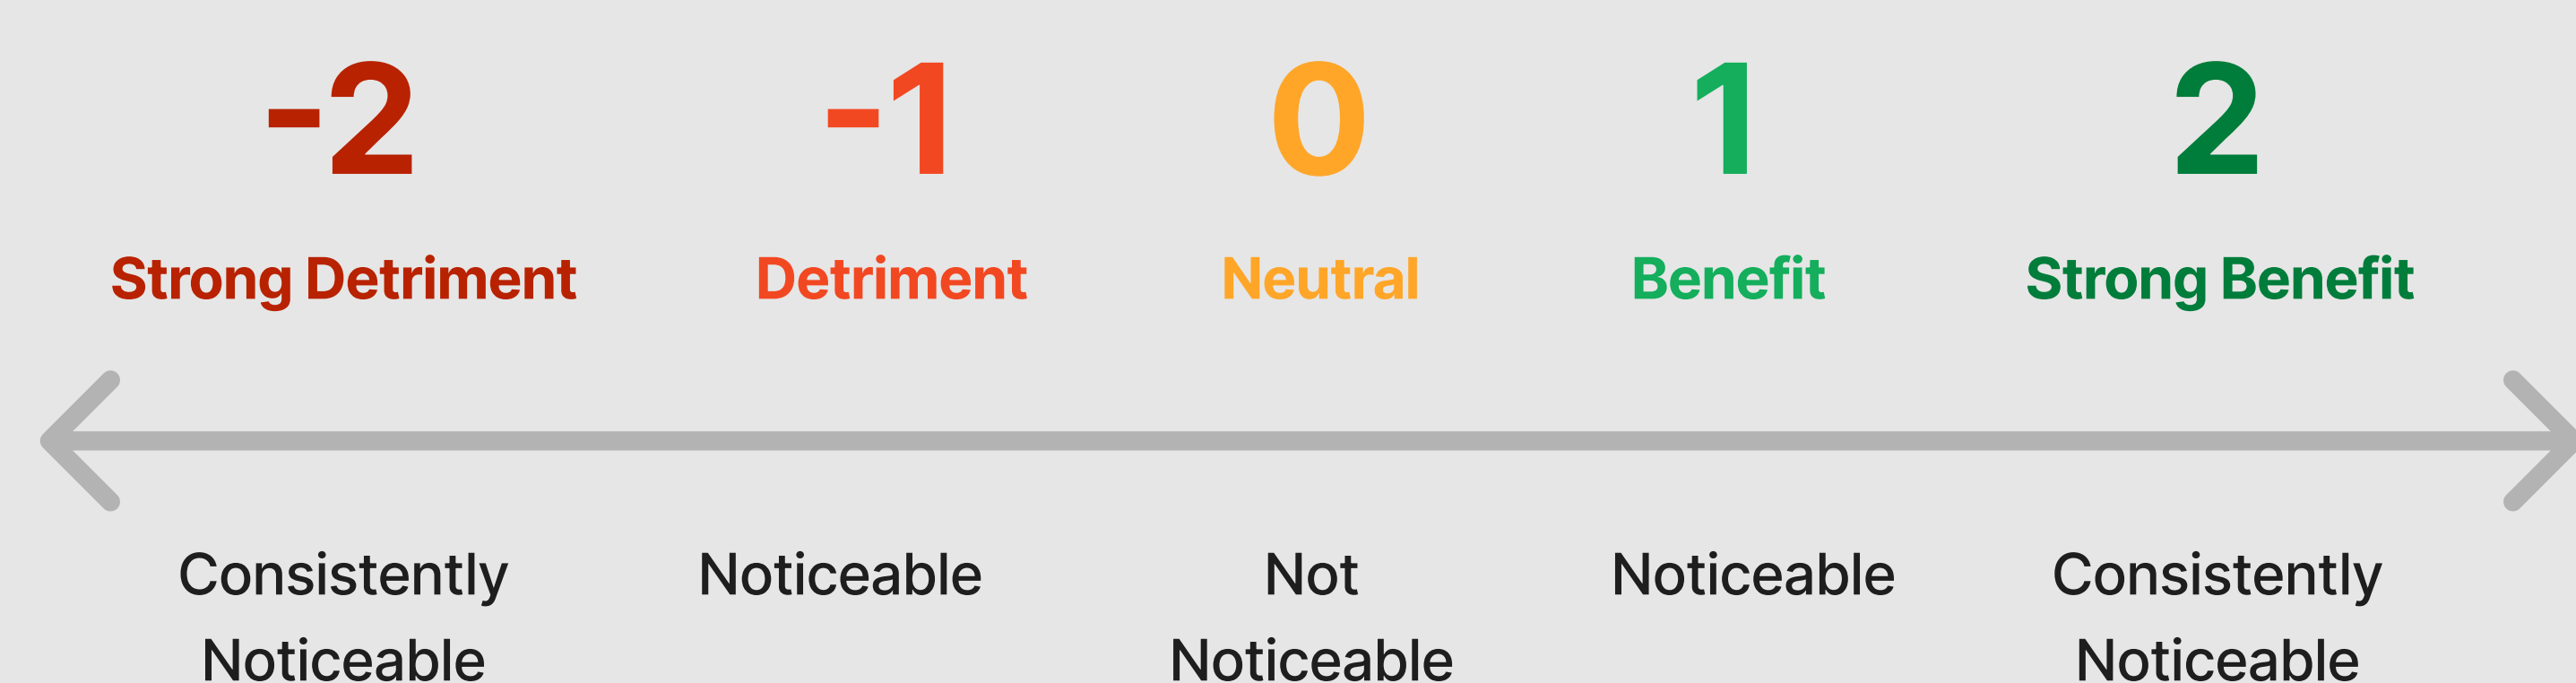 -2 -1 0 1 2
Strong Detriment Detriment Neutral Benefit Strong Benefit
Consistently Noticeable Not Noticeable Consistently
Noticeable Noticeable Noticeable